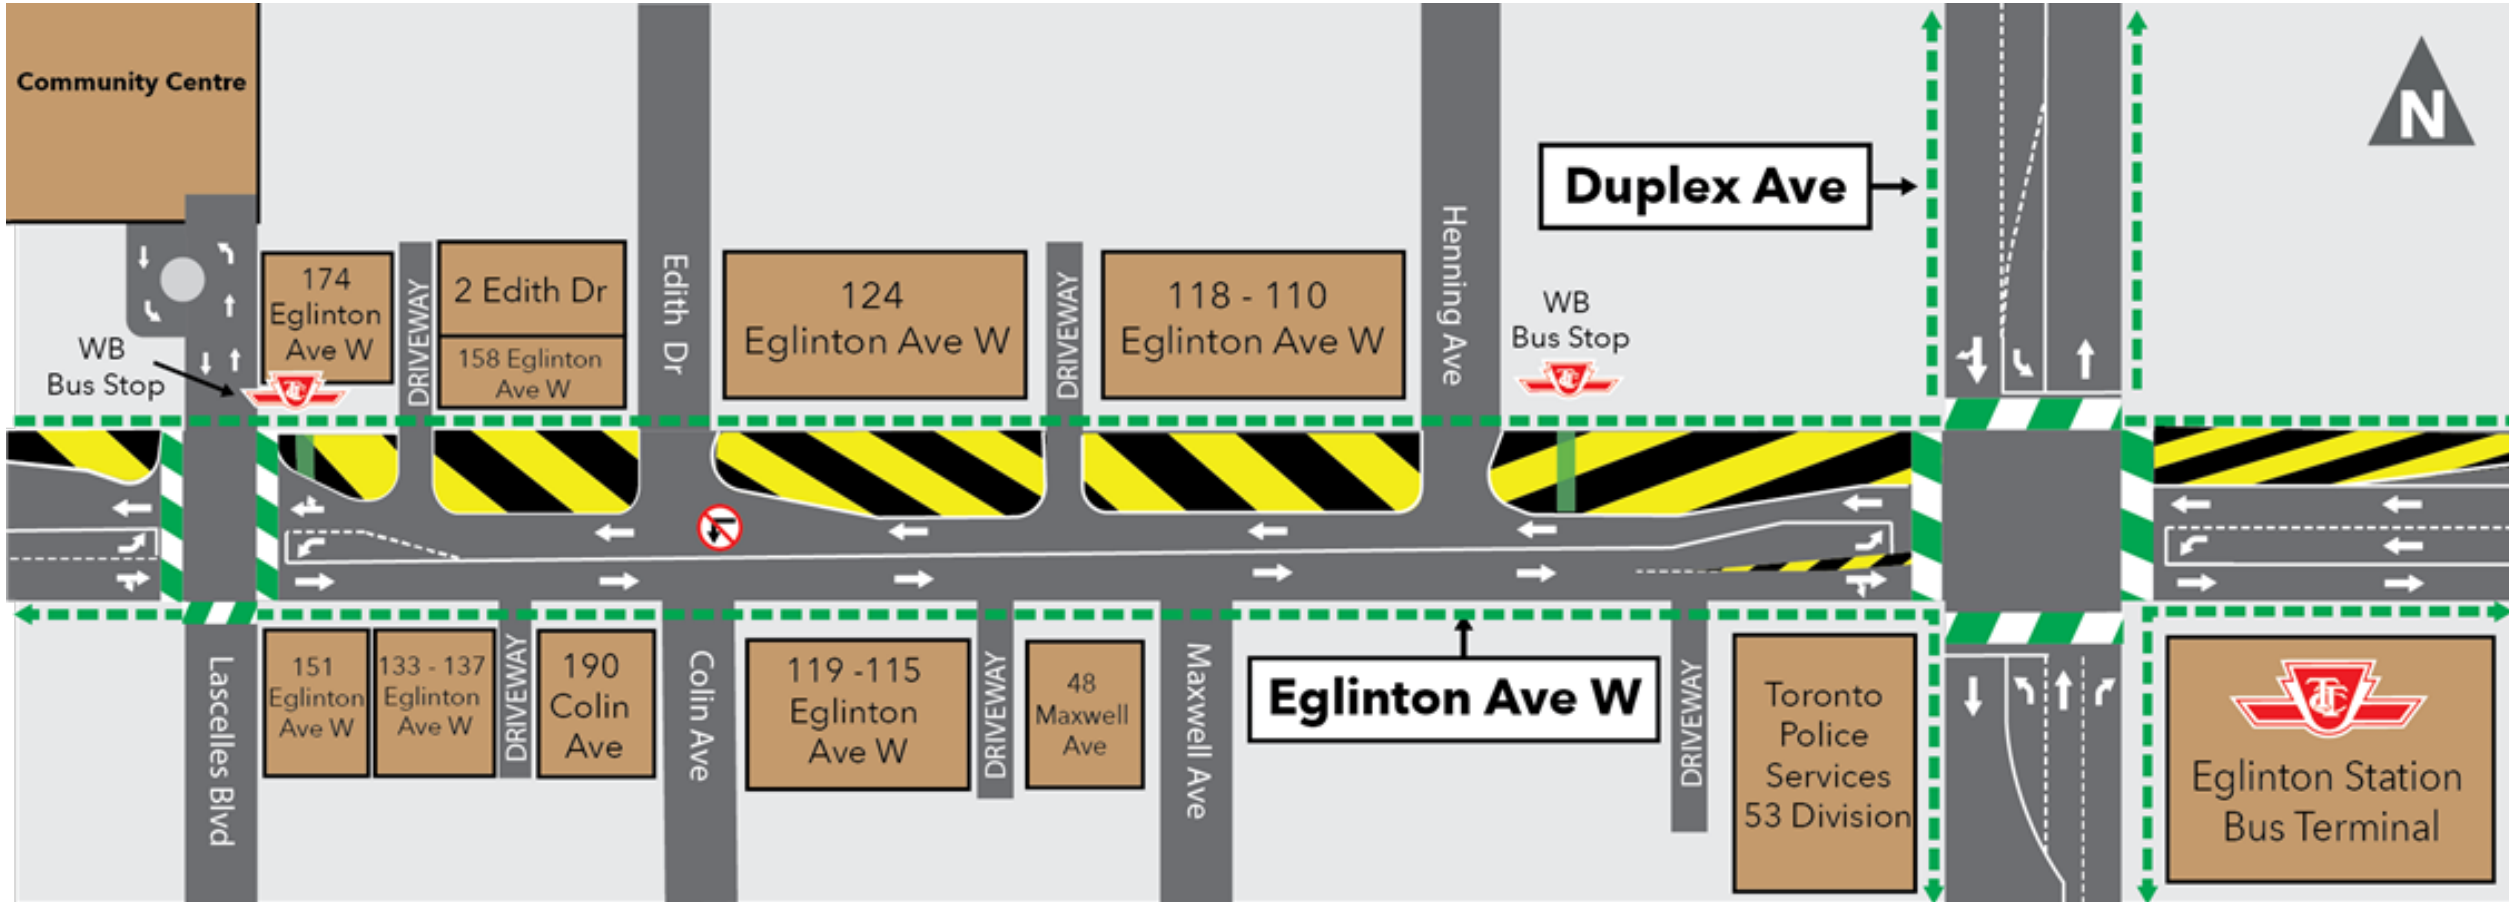 Community Centre
N
Duplex Ave
174
Eglinton
Ave W
DRIVEWAY
2 Edith Dr
158 Eglinton
Ave W
Edith Dr
124
Eglinton Ave W
DRIVEWAY
118 - 110
Eglinton Ave W
Henning Ave
WB
Bus Stop
TTC
WB
Bus Stop
TTC
Lascelles Blvd
151
Eglinton
Ave W
133 - 137
Eglinton
Ave W
DRIVEWAY
190
Colin
Ave
Colin Ave
119 -115
Eglinton
Ave W
DRIVEWAY
48
Maxwell
Ave
Maxwell Ave
Eglinton Ave W
DRIVEWAY
Toronto
Police
Services
53 Division
TTC
Eglinton Station
Bus Terminal